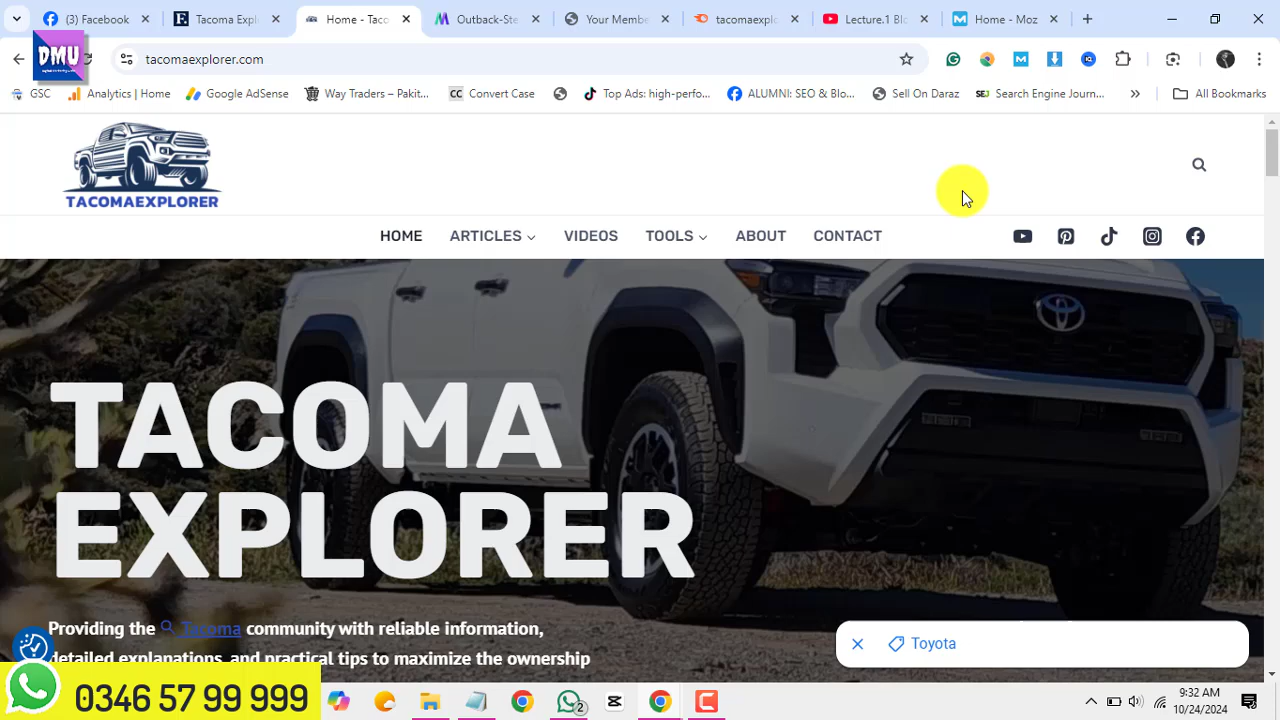 (3) Facebook
Tacoma Expl
Home - Taco
Outback-Ste
Your Membe
tacomaexplo
Lecture.1 Bl
Home - Moz
DMU
tacomaexplorer.com
GSC
Analytics | Home
Google AdSense
Way Traders – Pakit...
CC Convert Case
Top Ads: high-perfo...
ALUMNI: SEO & Blo...
Sell On Daraz
SEJ Search Engine Journ...
All Bookmarks
TACOMAEXPLORER
HOME
ARTICLES
VIDEOS
TOOLS
ABOUT
CONTACT
TACOMA
EXPLORER
Providing the Tacoma community with reliable information,
detailed explanations, and practical tips to maximize the ownership
Toyota
0346 57 99 999
2
9:32 AM
10/24/2024